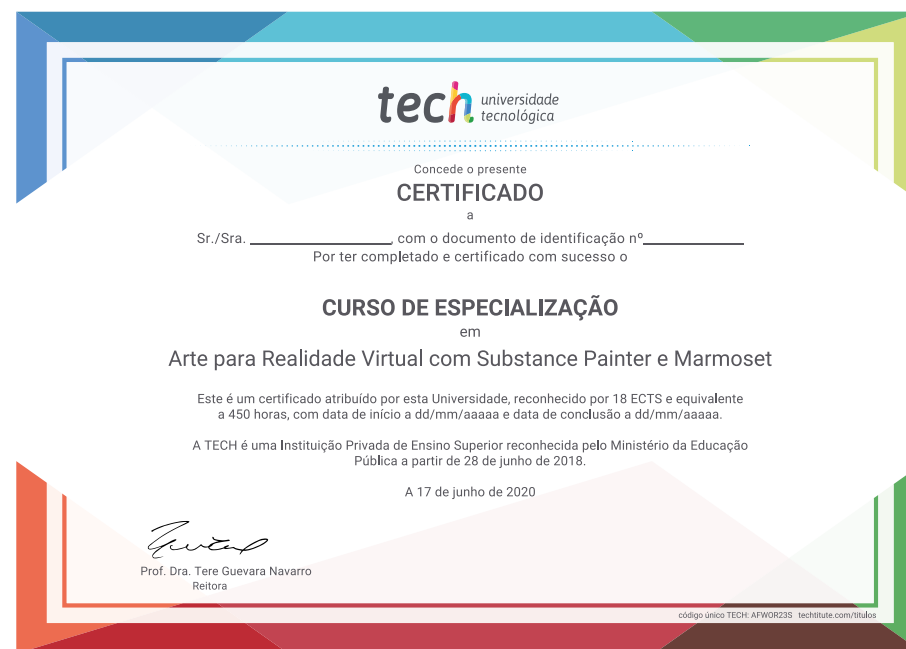 tech universidade
tecnológica
Concede o presente
CERTIFICADO
a
Sr./Sra. ____________________, com o documento de identificação nº______________
Por ter completado e certificado com sucesso o
CURSO DE ESPECIALIZAÇÃO
em
Arte para Realidade Virtual com Substance Painter e Marmoset
Este é um certificado atribuído por esta Universidade, reconhecido por 18 ECTS e equivalente
a 450 horas, com data de início a dd/mm/aaaaa e data de conclusão a dd/mm/aaaaa.
A TECH é uma Instituição Privada de Ensino Superior reconhecida pelo Ministério da Educação
Pública a partir de 28 de junho de 2018.
A 17 de junho de 2020
Prof. Dra. Tere Guevara Navarro
Reitora
código único TECH: AFWOR23S techtitute.com/titulos